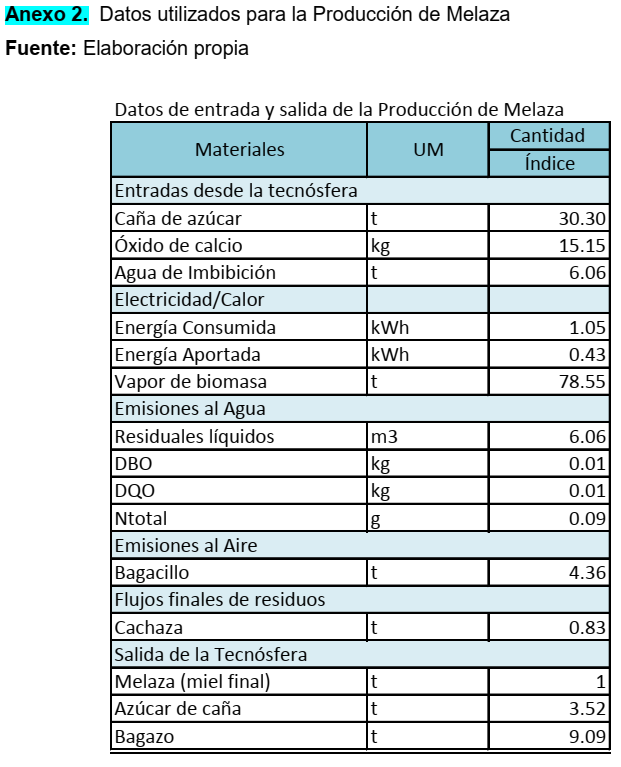 Anexo 2. Datos utilizados para la Producción de Melaza
Fuente: Elaboración propia
Datos de entrada y salida de la Producción de Melaza
Materiales UM Cantidad
Índice
Entradas desde la tecnósfera
Caña de azúcar t 30.30
Óxido de calcio kg 15.15
Agua de Imbibición t 6.06
Electricidad/Calor
Energía Consumida kWh 1.05
Energía Aportada kWh 0.43
Vapor de biomasa t 78.55
Emisiones al Agua
Residuales líquidos m3 6.06
DBO kg 0.01
DQO kg 0.01
Ntotal g 0.09
Emisiones al Aire
Bagacillo t 4.36
Flujos finales de residuos
Cachaza t 0.83
Salida de la Tecnósfera
Melaza (miel final) t 1
Azúcar de caña t 3.52
Bagazo t 9.09